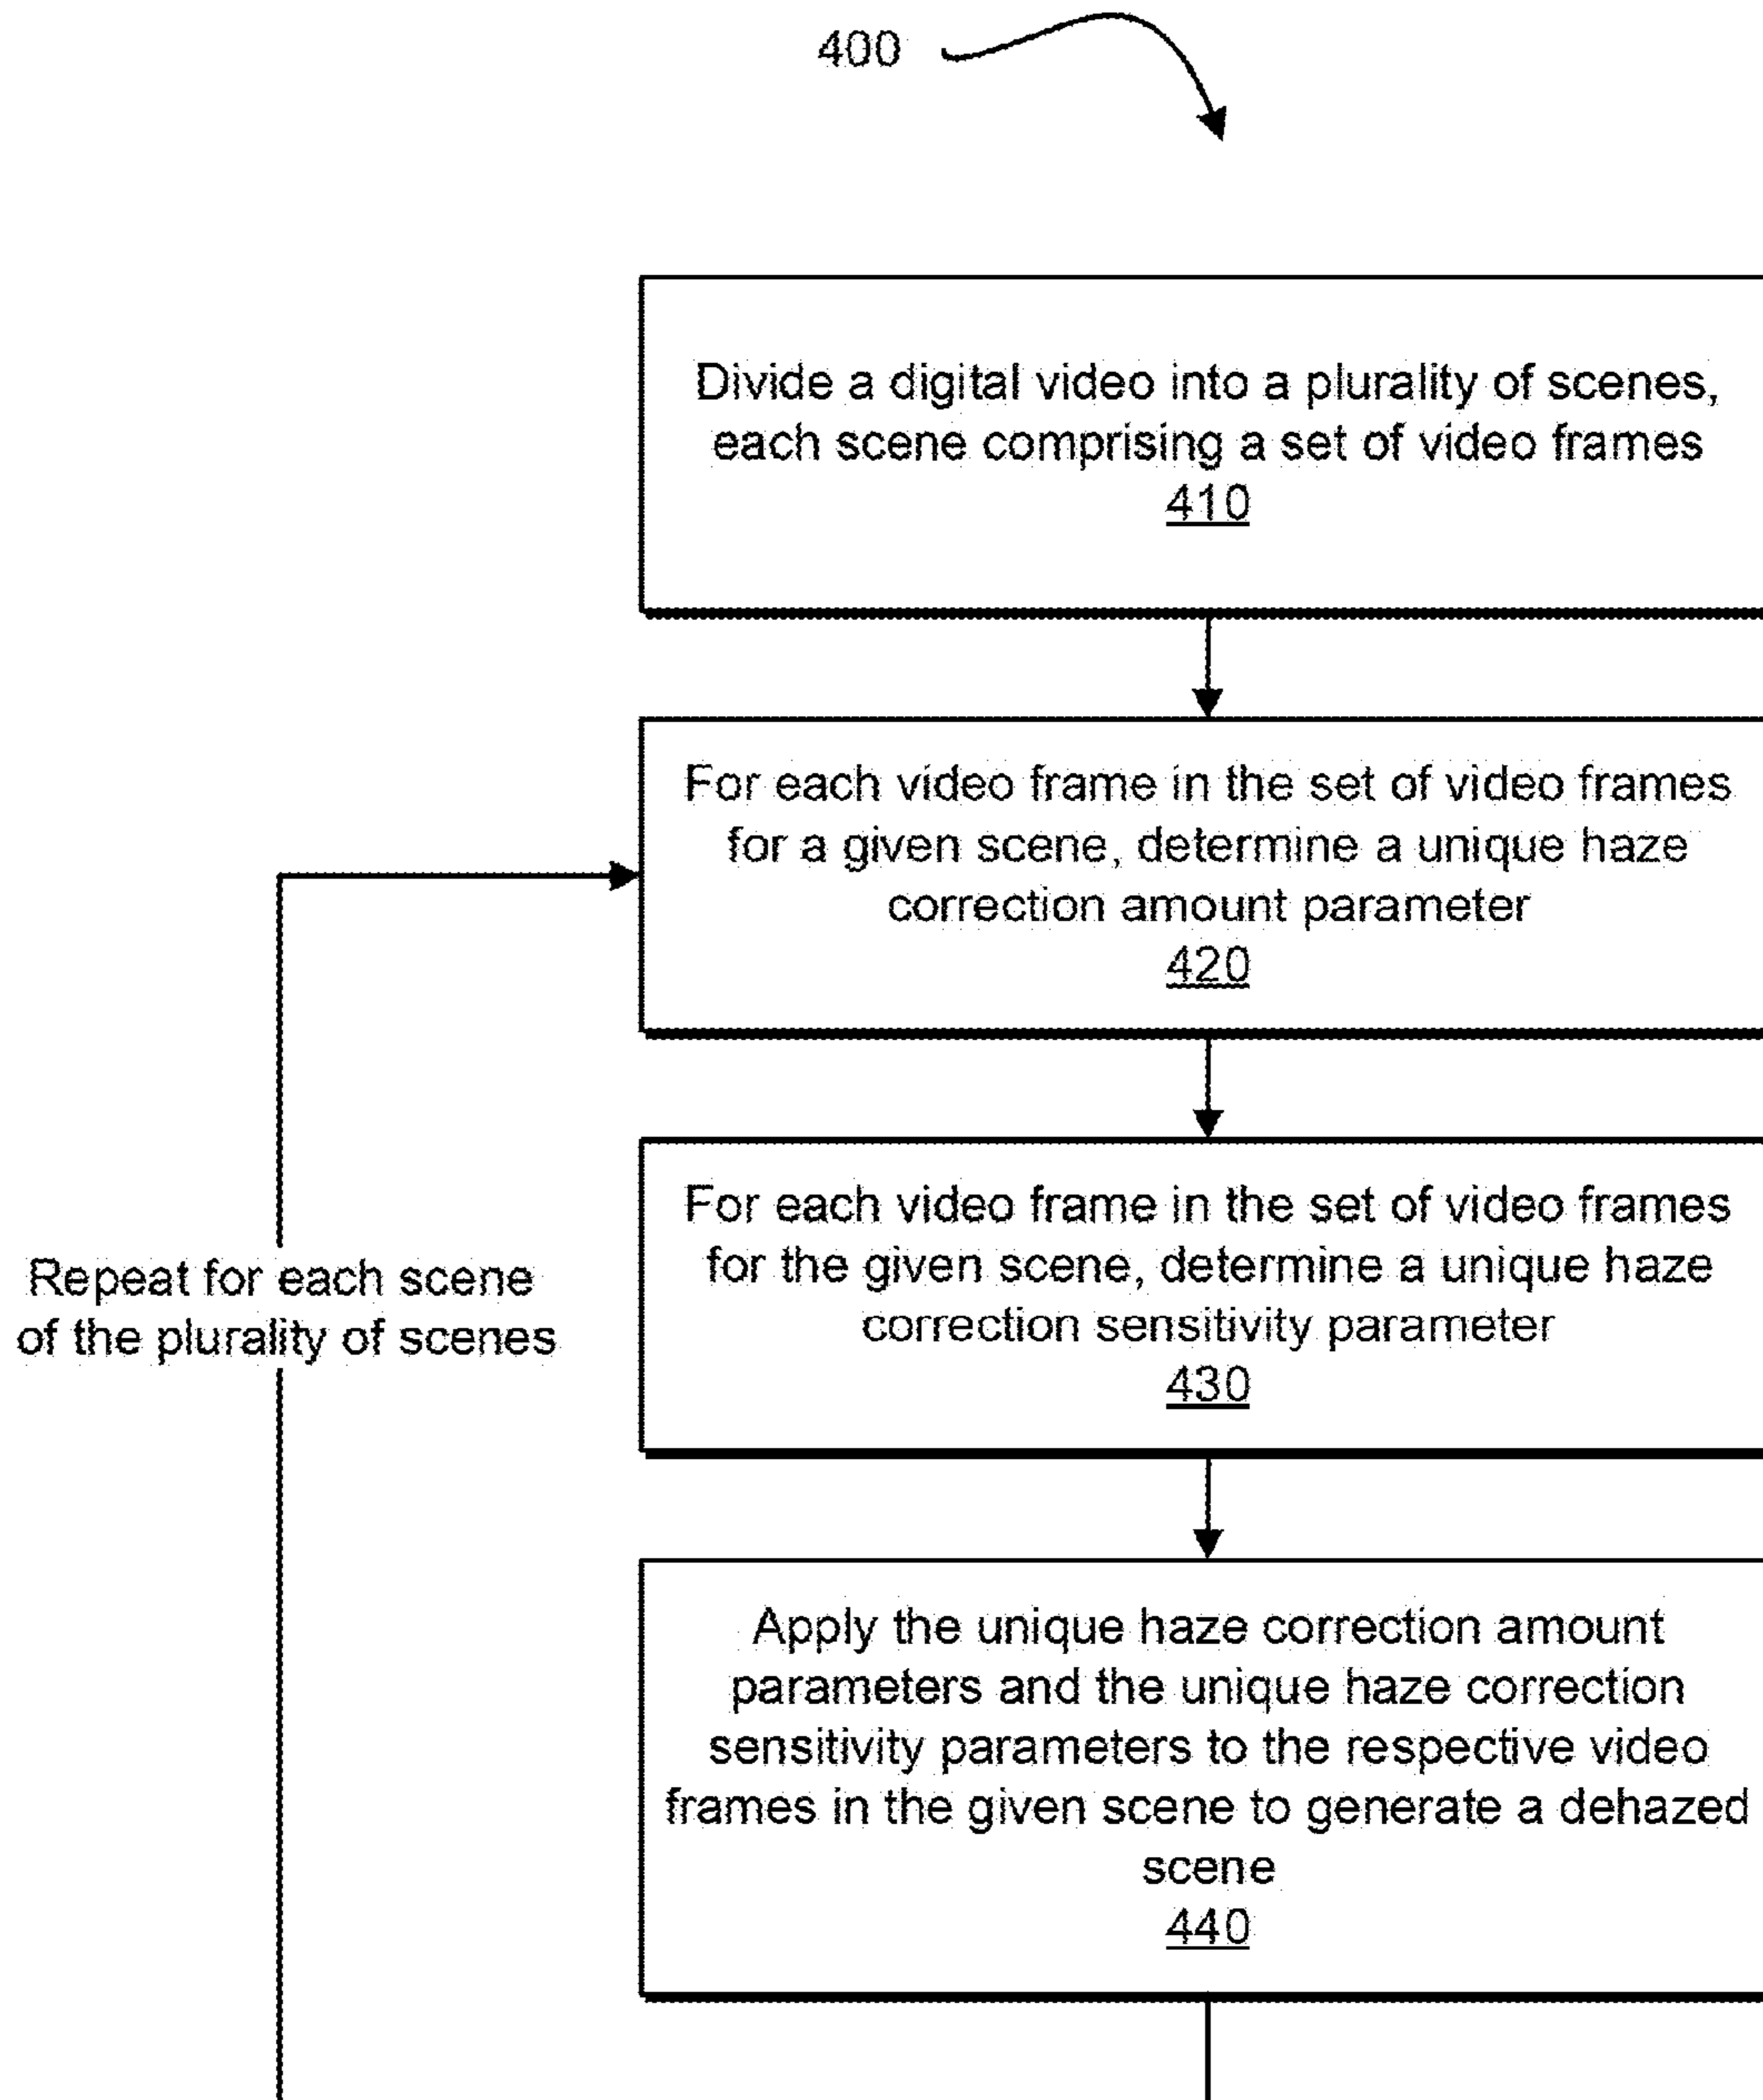 400
Divide a digital video into a plurality of scenes,
each scene comprising a set of video frames
410
For each video frame in the set of video frames
for a given scene, determine a unique haze
correction amount parameter
420
For each video frame in the set of video frames
for the given scene, determine a unique haze
correction sensitivity parameter
430
Repeat for each scene
of the plurality of scenes
Apply the unique haze correction amount
parameters and the unique haze correction
sensitivity parameters to the respective video
frames in the given scene to generate a dehazed
scene
440